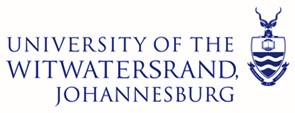 UNIVERSITY OF THE
WITWATERSRAND,
JOHANNESBURG